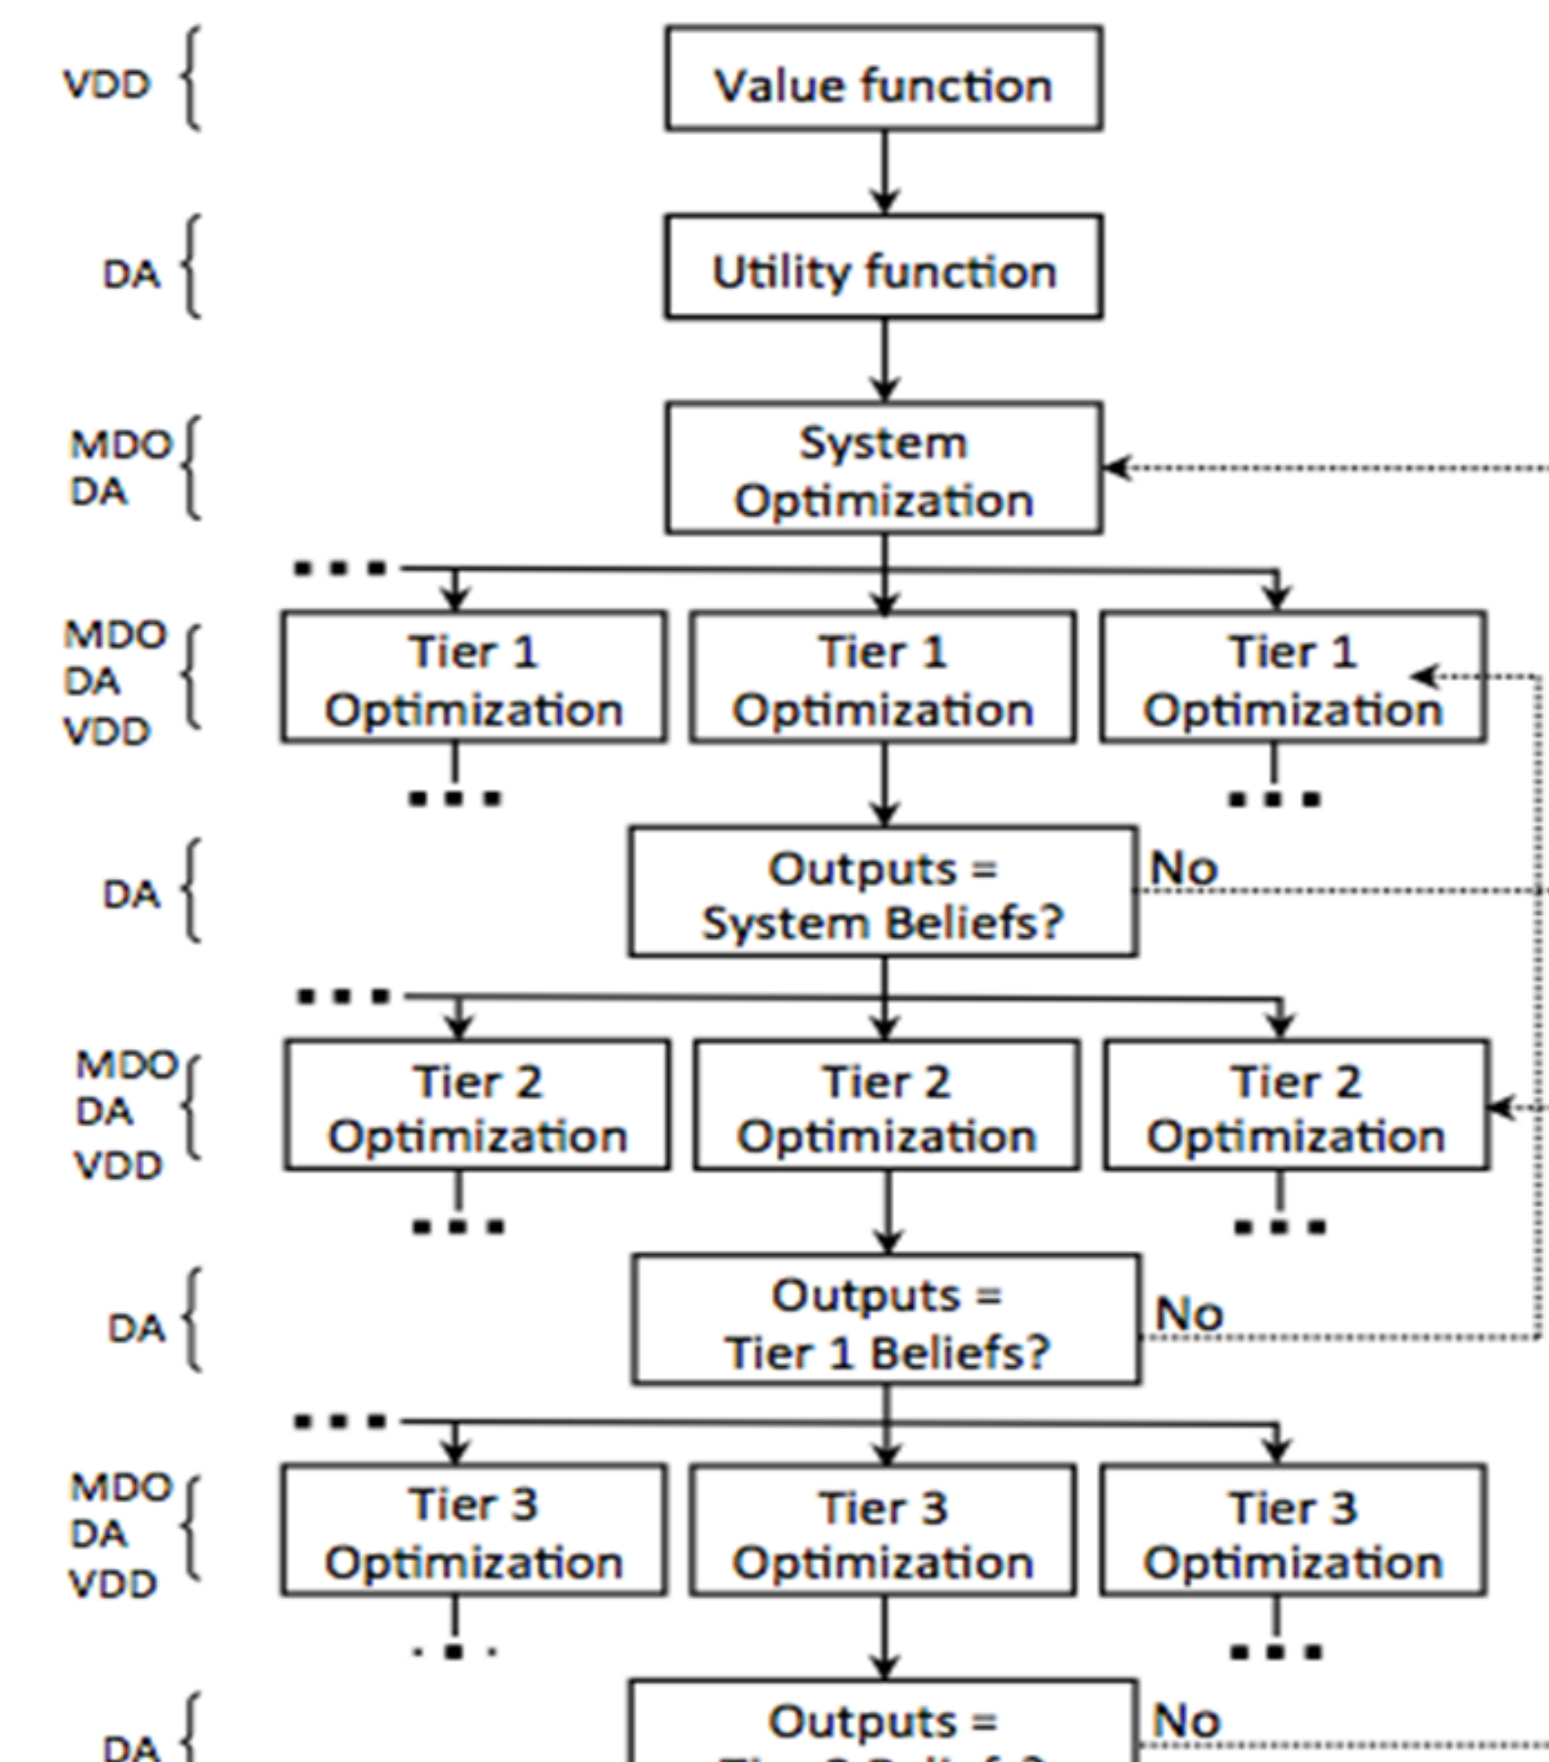 VDD
Value function
DA
Utility function
MDO
DA
System
Optimization
MDO
DA
VDD
Tier 1
Optimization
Tier 1
Optimization
Tier 1
Optimization
DA
Outputs =
System Beliefs?
No
MDO
DA
VDD
Tier 2
Optimization
Tier 2
Optimization
Tier 2
Optimization
DA
Outputs =
Tier 1 Beliefs?
No
MDO
DA
VDD
Tier 3
Optimization
Tier 3
Optimization
Tier 3
Optimization
DA
Outputs =
No